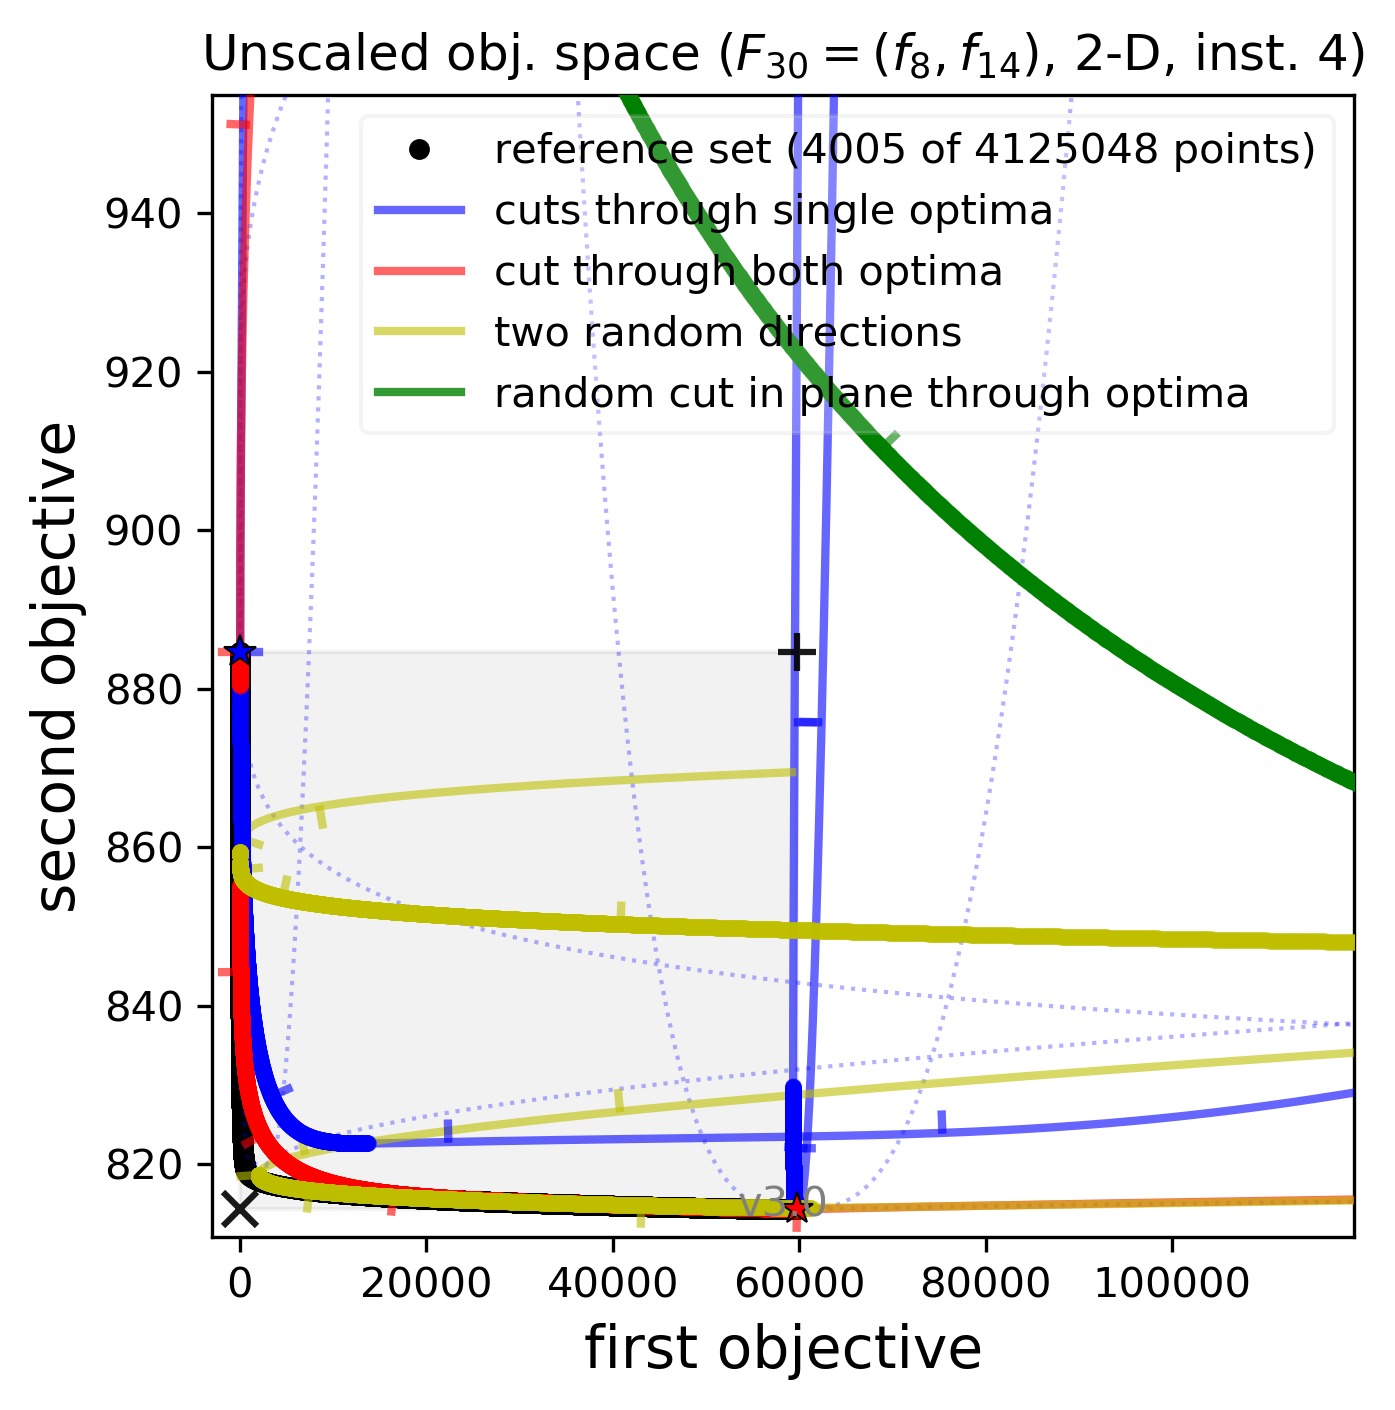 Unscaled obj. space (F₃₀ = (f₈, f₁₄), 2-D, inst. 4)
reference set (4005 of 4125048 points)
cuts through single optima
cut through both optima
two random directions
random cut in plane through optima
second objective
940
920
900
880
860
840
820
v3.0
0 20000 40000 60000 80000 100000
first objective